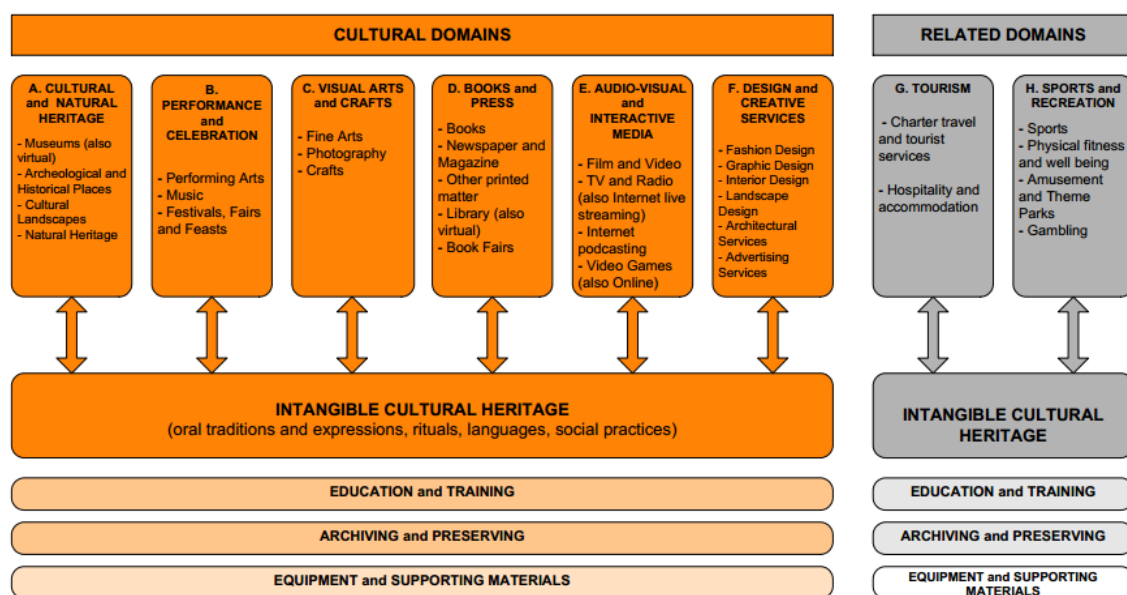 CULTURAL DOMAINS
RELATED DOMAINS
A. CULTURAL
and NATURAL
HERITAGE
- Museums (also
virtual)
- Archeological and
Historical Places
- Cultural
Landscapes
- Natural Heritage
B.
PERFORMANCE
and
CELEBRATION
- Performing Arts
- Music
- Festivals, Fairs
and Feasts
C. VISUAL ARTS
and CRAFTS
- Fine Arts
- Photography
- Crafts
D. BOOKS and
PRESS
- Books
- Newspaper and
Magazine
- Other printed
matter
- Library (also
virtual)
- Book Fairs
E. AUDIO-VISUAL
and
INTERACTIVE
MEDIA
- Film and Video
- TV and Radio
(also Internet live
streaming)
- Internet
podcasting
- Video Games
(also Online)
F. DESIGN and
CREATIVE
SERVICES
- Fashion Design
- Graphic Design
- Interior Design
- Landscape
Design
- Architectural
Services
- Advertising
Services
G. TOURISM
- Charter travel
and tourist
services
- Hospitality and
accommodation
H. SPORTS and
RECREATION
- Sports
- Physical fitness
and well being
- Amusement
and Theme
Parks
- Gambling
INTANGIBLE CULTURAL HERITAGE
(oral traditions and expressions, rituals, languages, social practices)
INTANGIBLE CULTURAL
HERITAGE
EDUCATION and TRAINING
EDUCATION and TRAINING
ARCHIVING and PRESERVING
ARCHIVING and PRESERVING
EQUIPMENT and SUPPORTING MATERIALS
EQUIPMENT and SUPPORTING
MATERIALS